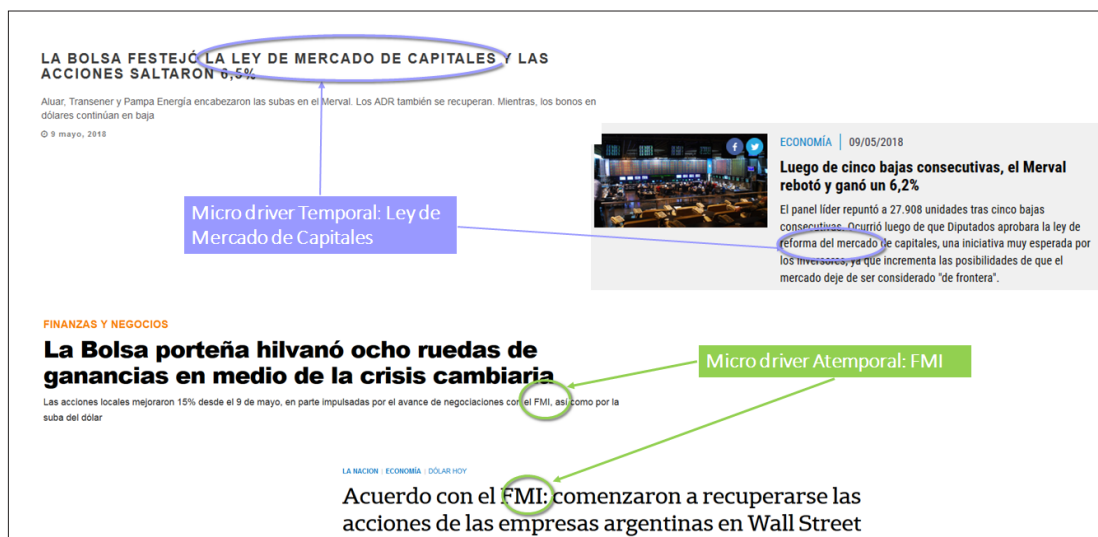 LA BOLSA FESTEJÓ LA LEY DE MERCADO DE CAPITALES Y LAS
ACCIONES SALTARON 6,5%
Aluar, Transener y Pampa Energía encabezaron las subas en el Merval. Los ADR también se recuperan. Mientras, los bonos en
dólares continúan en baja
9 mayo, 2018
ECONOMÍA | 09/05/2018
Luego de cinco bajas consecutivas, el Merval
rebotó y ganó un 6,2%
El panel líder repuntó a 27.908 unidades tras cinco bajas
consecutivas. Ocurrió luego de que Diputados aprobara la ley de
reforma del mercado de capitales, una iniciativa muy esperada por
los inversores, ya que incrementa las posibilidades de que el
mercado deje de ser considerado "de frontera".
Micro driver Temporal: Ley de
Mercado de Capitales
FINANZAS Y NEGOCIOS
La Bolsa porteña hilvanó ocho ruedas de
ganancias en medio de la crisis cambiaria
Las acciones locales mejoraron 15% desde el 9 de mayo, en parte impulsadas por el avance de negociaciones con el FMI, así como por la
suba del dólar
Micro driver Atemporal: FMI
LA NACION | ECONOMÍA | DÓLAR HOY
Acuerdo con el FMI: comenzaron a recuperarse las
acciones de las empresas argentinas en Wall Street